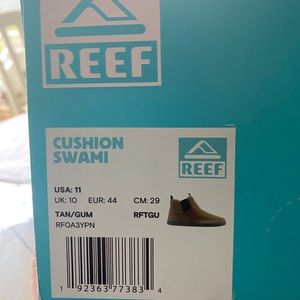 REEF
CUSHION
SWAMI
REEF
USA: 11
UK: 10 EUR: 44 CM: 29
TAN/GUM RFTGU
RF0A3YPN
1 92363 77383 4